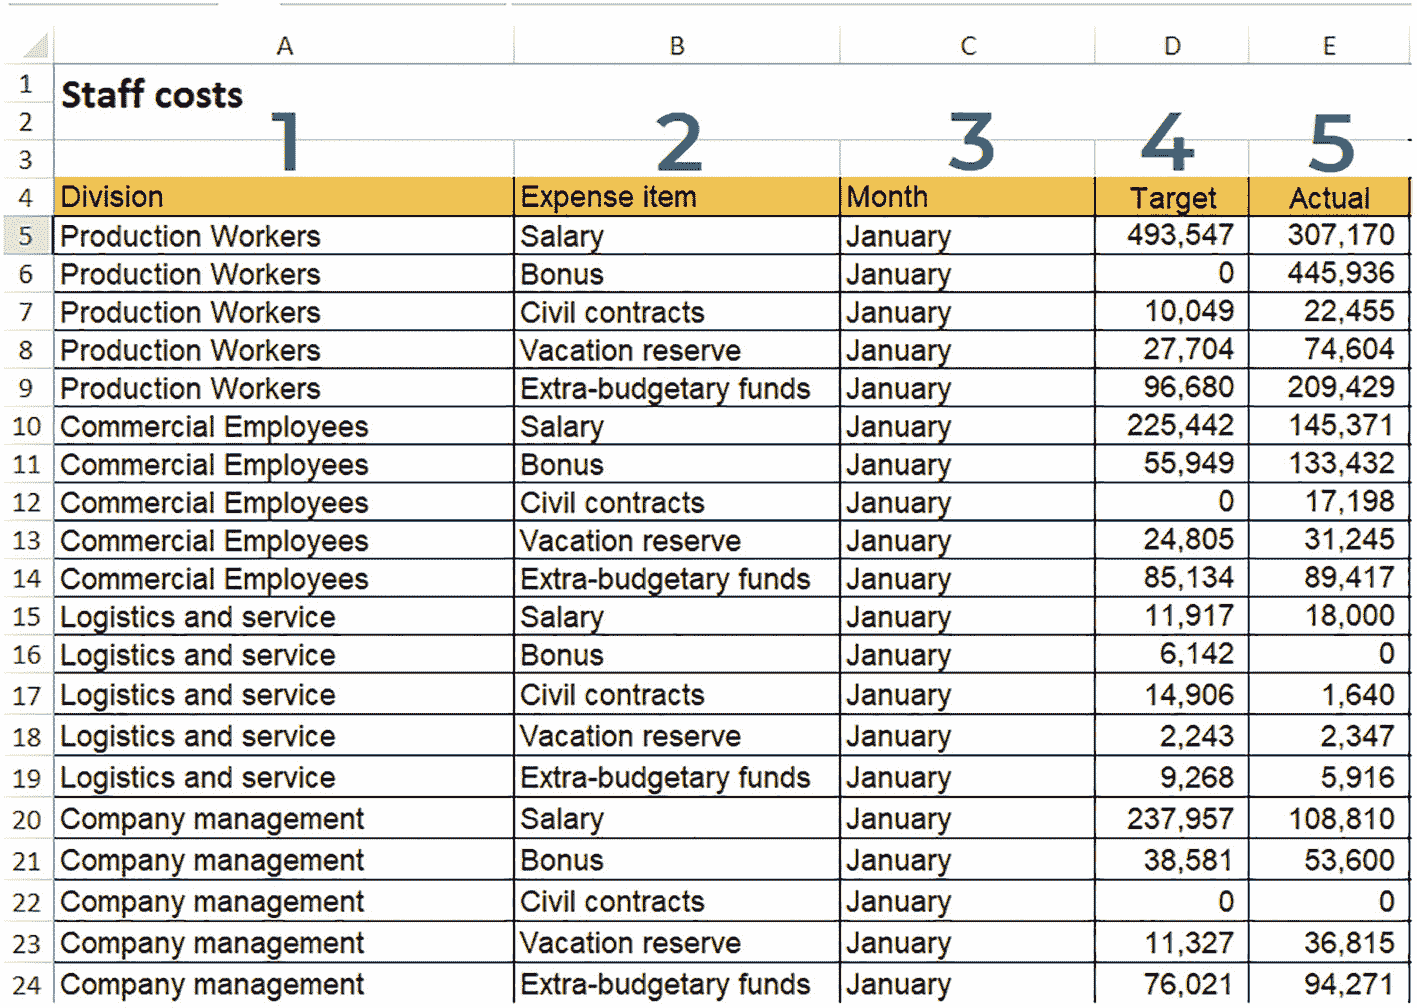 A B C D E
1 Staff costs
2
3
1 2 3 4 5
4 Division Expense item Month Target Actual
5 Production Workers Salary January 493,547 307,170
6 Production Workers Bonus January 0 445,936
7 Production Workers Civil contracts January 10,049 22,455
8 Production Workers Vacation reserve January 27,704 74,604
9 Production Workers Extra-budgetary funds January 96,680 209,429
10 Commercial Employees Salary January 225,442 145,371
11 Commercial Employees Bonus January 55,949 133,432
12 Commercial Employees Civil contracts January 0 17,198
13 Commercial Employees Vacation reserve January 24,805 31,245
14 Commercial Employees Extra-budgetary funds January 85,134 89,417
15 Logistics and service Salary January 11,917 18,000
16 Logistics and service Bonus January 6,142 0
17 Logistics and service Civil contracts January 14,906 1,640
18 Logistics and service Vacation reserve January 2,243 2,347
19 Logistics and service Extra-budgetary funds January 9,268 5,916
20 Company management Salary January 237,957 108,810
21 Company management Bonus January 38,581 53,600
22 Company management Civil contracts January 0 0
23 Company management Vacation reserve January 11,327 36,815
24 Company management Extra-budgetary funds January 76,021 94,271